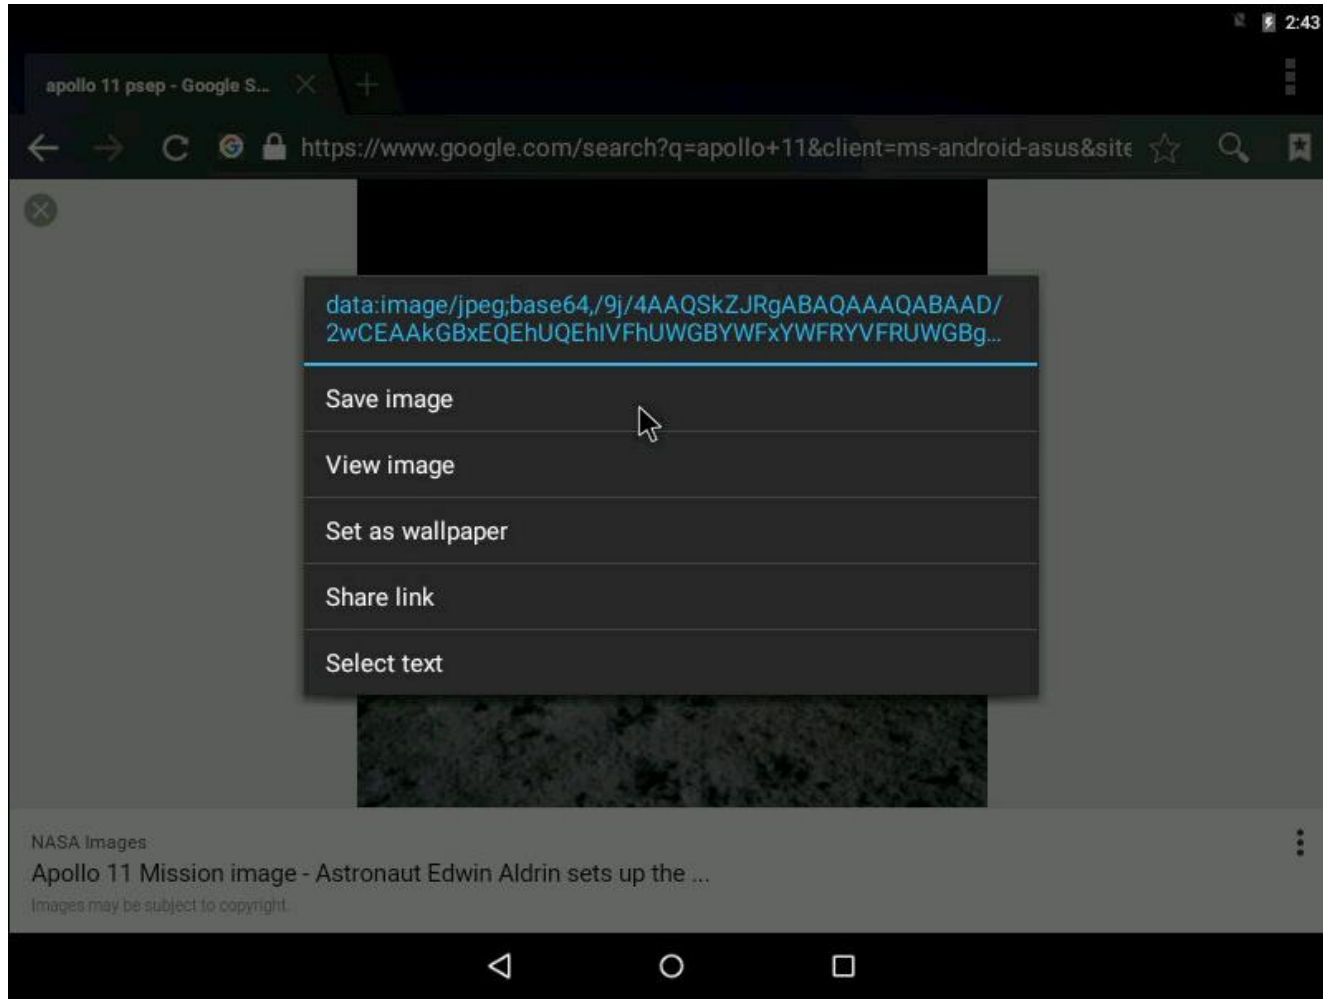 2:43
apollo 11 psep - Google S...
https://www.google.com/search?q=apollo+11&client=ms-android-asus&site
data:image/jpeg;base64,/9j/4AAQSkZJRgABAQAAAQABAAD/
2wCEAAkGBxEQEhUQEhIVFhUWGBYWFxYWFRYVFRUWGBg...
Save image
View image
Set as wallpaper
Share link
Select text
NASA Images
Apollo 11 Mission image - Astronaut Edwin Aldrin sets up the ...
Images may be subject to copyright.